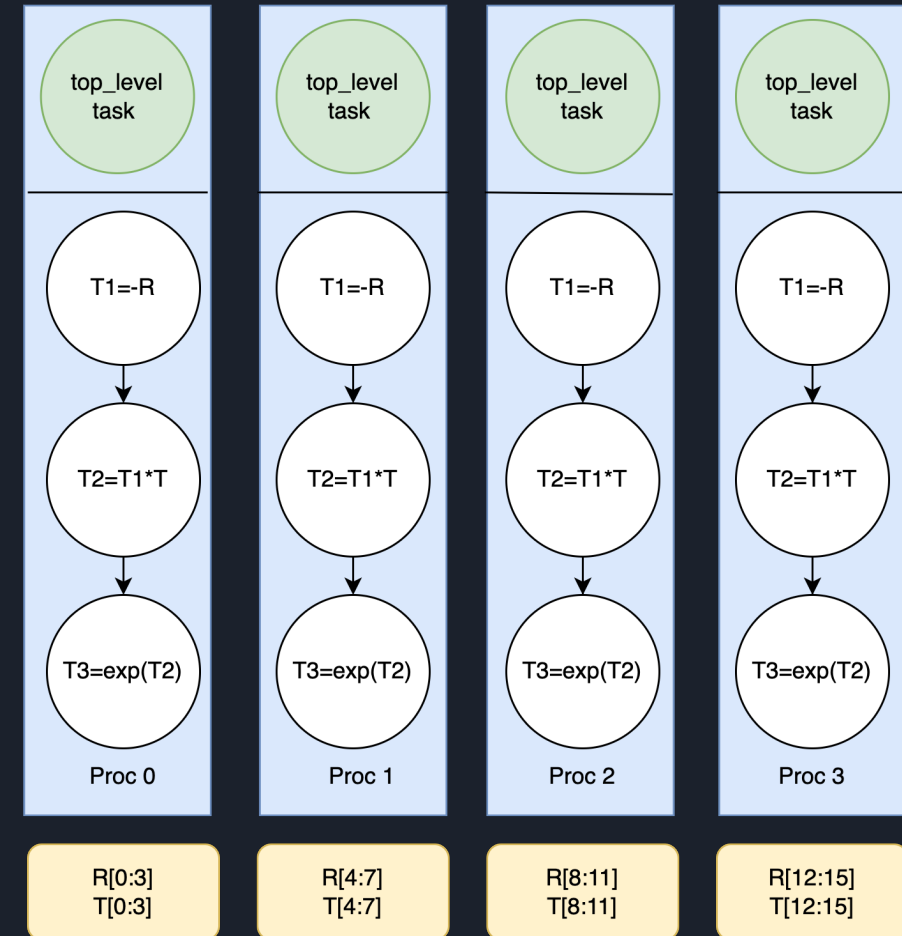 top_level
task
T1=-R
T2=T1*T
T3=exp(T2)
Proc 0
R[0:3]
T[0:3]
top_level
task
T1=-R
T2=T1*T
T3=exp(T2)
Proc 1
R[4:7]
T[4:7]
top_level
task
T1=-R
T2=T1*T
T3=exp(T2)
Proc 2
R[8:11]
T[8:11]
top_level
task
T1=-R
T2=T1*T
T3=exp(T2)
Proc 3
R[12:15]
T[12:15]